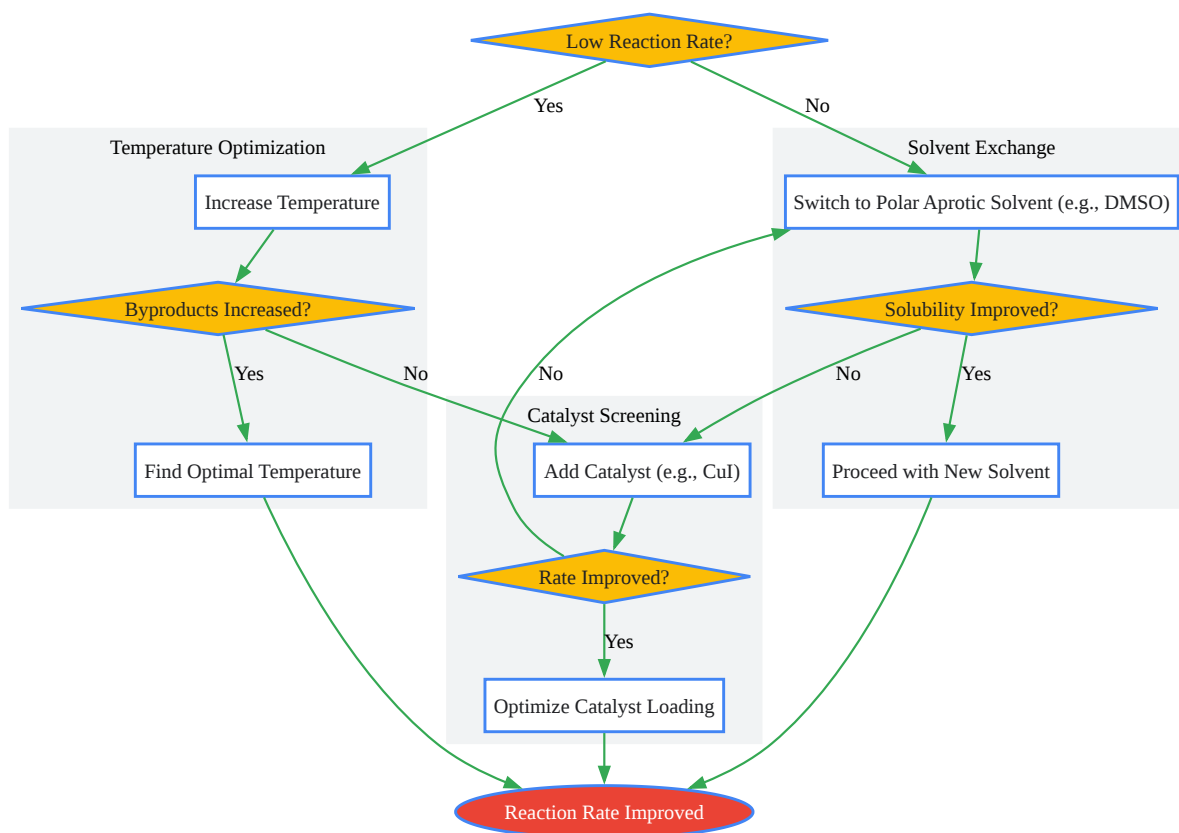 Low Reaction Rate?
Yes
No
Temperature Optimization
Solvent Exchange
Increase Temperature
Switch to Polar Aprotic Solvent (e.g., DMSO)
Byproducts Increased?
Solubility Improved?
Yes
No
No
No
Yes
Catalyst Screening
Find Optimal Temperature
Add Catalyst (e.g., CuI)
Proceed with New Solvent
Rate Improved?
Yes
Optimize Catalyst Loading
Reaction Rate Improved